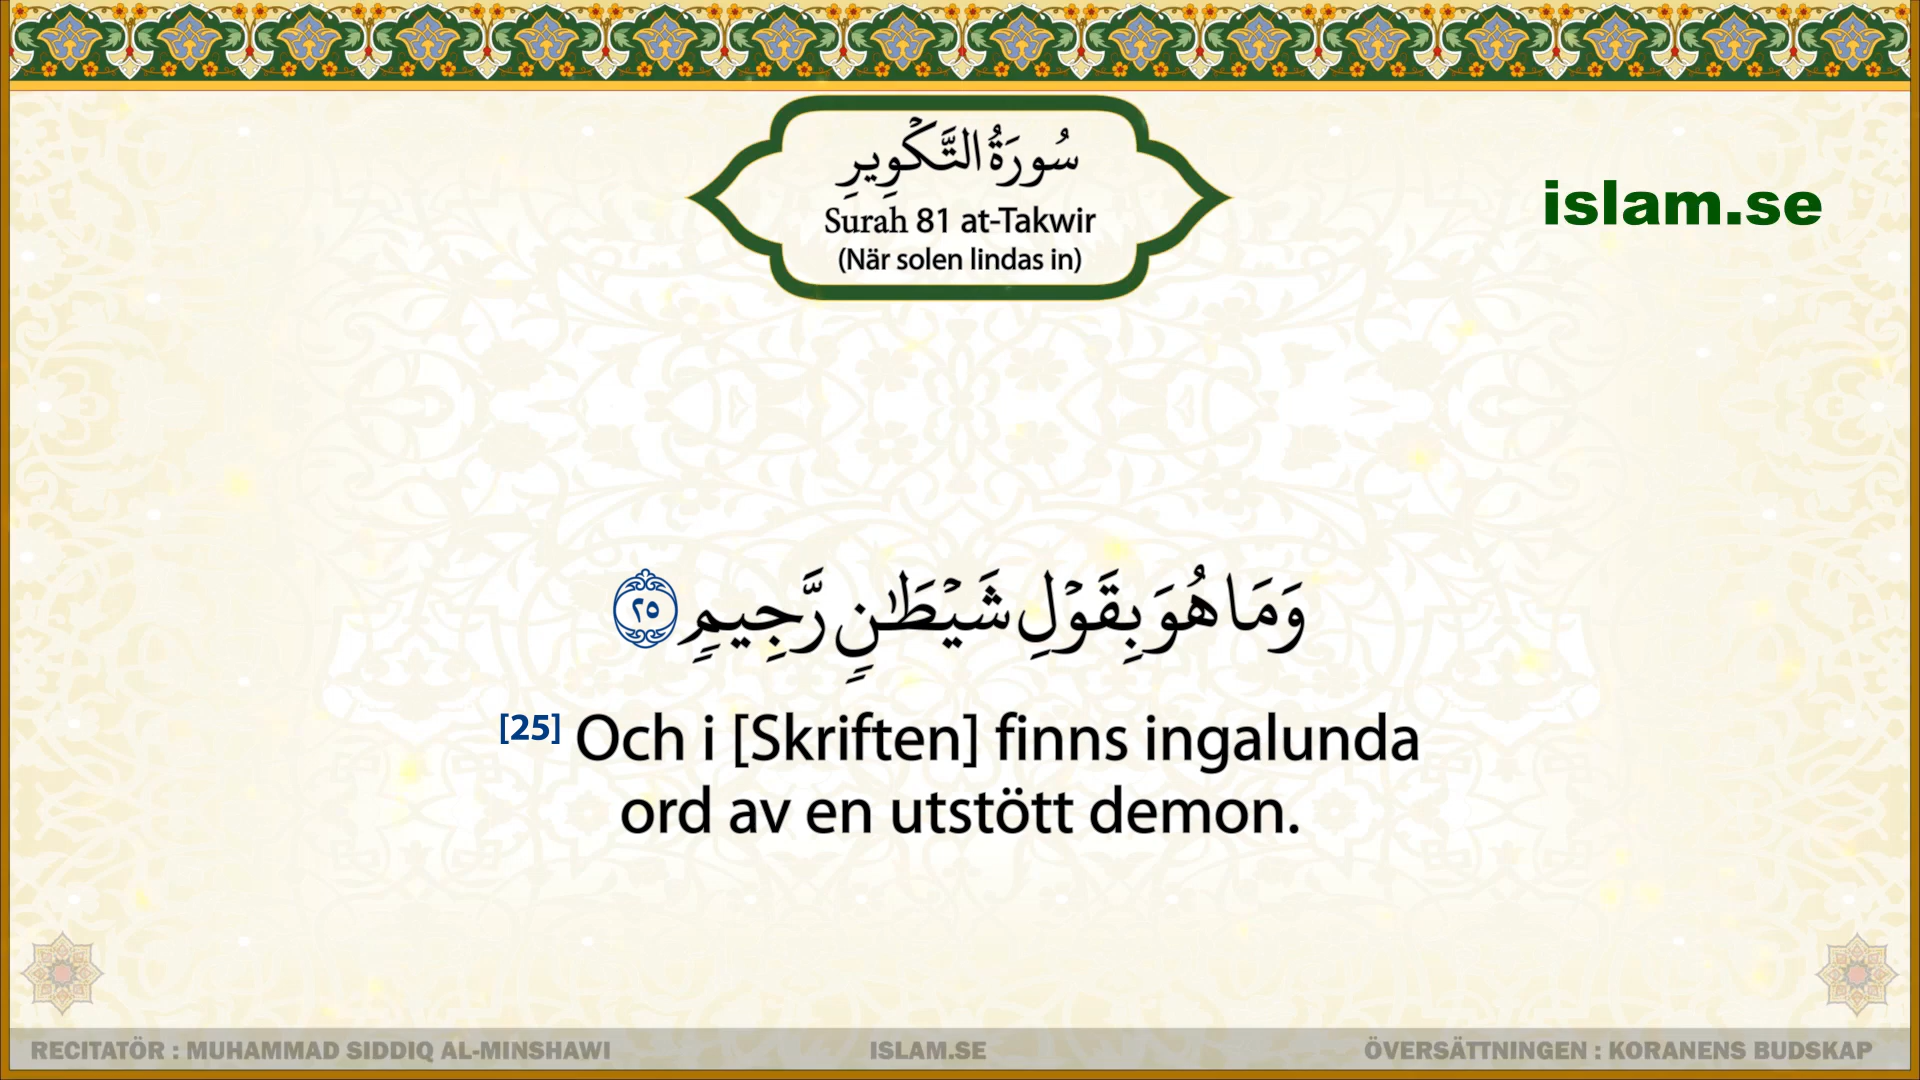 سُورَةُ التَّكْوِيرِ
Surah 81 at-Takwir
(När solen lindas in)
islam.se
وَمَا هُوَ بِقَوْلِ شَيْطَٰنٍ رَّجِيمٍ ٢٥
[25] Och i [Skriften] finns ingalunda
ord av en utstött demon.
RECITATÖR : MUHAMMAD SIDDIQ AL-MINSHAWI
ISLAM.SE
ÖVERSÄTTNINGEN : KORANENS BUDSKAP